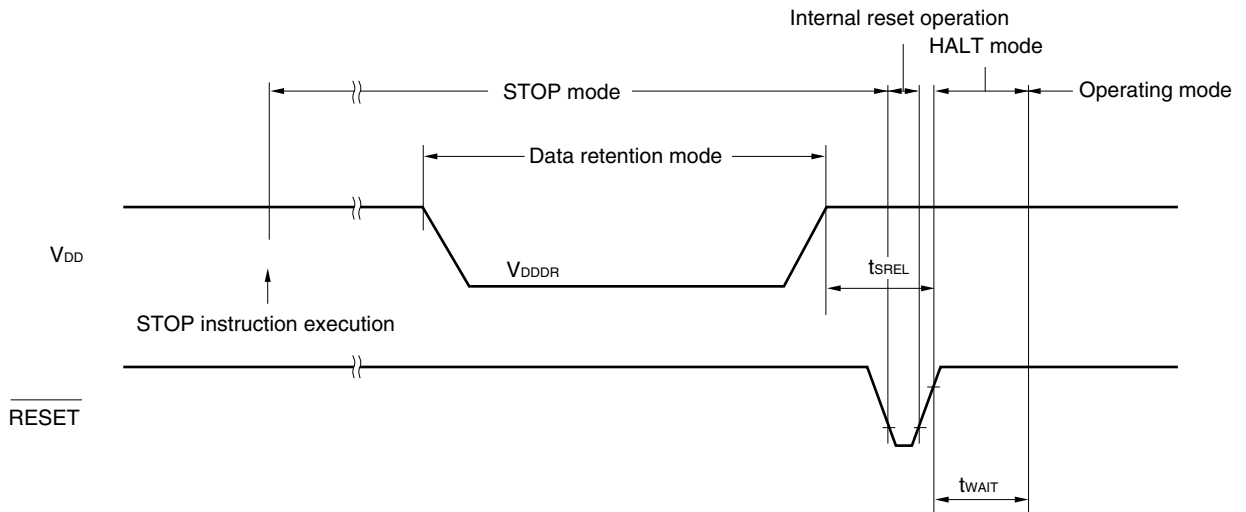 Internal reset operation
HALT mode
STOP mode
Operating mode
Data retention mode
VDD
VDDDR
tSREL
STOP instruction execution
RESET
tWAIT